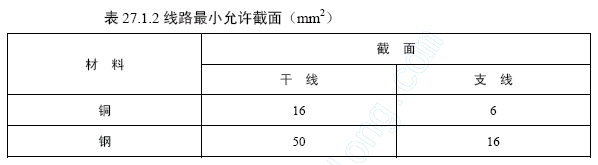 表 27.1.2 线路最小允许截面（mm²）
材 料
截 面
干 线
支 线
铜
16
6
钢
50
16